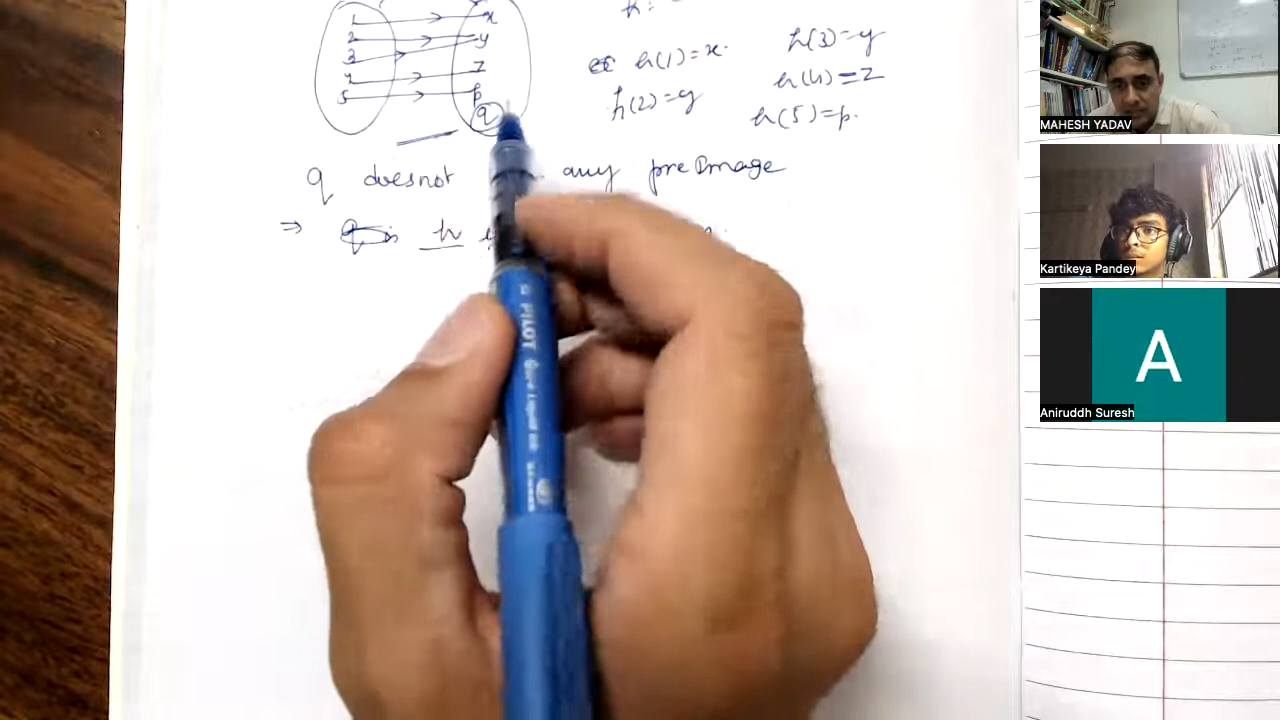 1 x
2 y
3 z
4 p
5 q
h(1)=x.
h(2)=y
h(3)=y
h(4)=z
h(5)=p.
q doesnot any preimage
⇒ h
PILOT
MAHESH YADAV
Kartikeya Pandey
A
Aniruddh Suresh